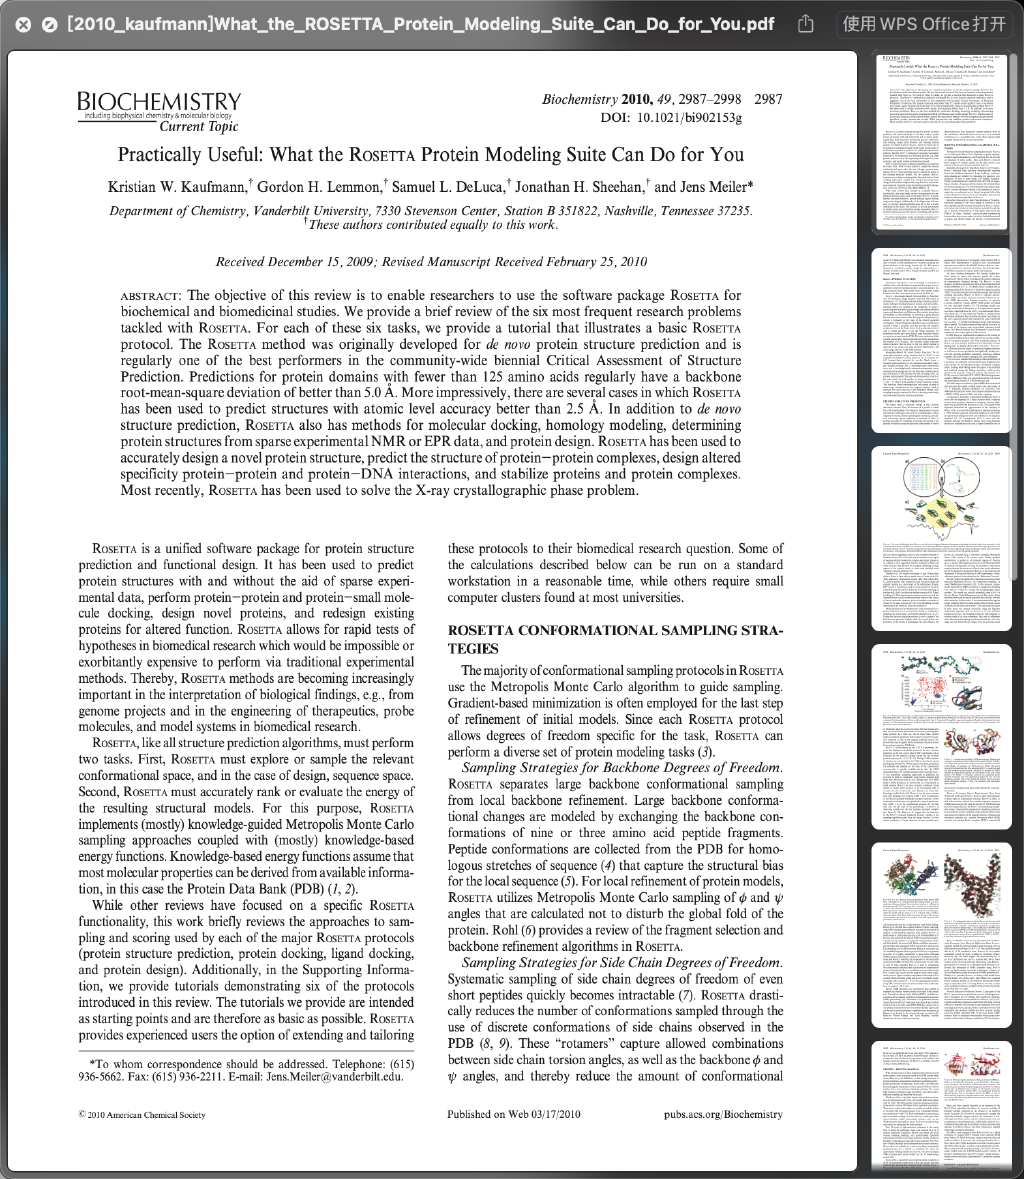 [2010_kaufmann]What_the_ROSETTA_Protein_Modeling_Suite_Can_Do_for_You.pdf
使用 WPS Office 打开
BIOCHEMISTRY
including biophysical chemistry & molecular biology
Current Topic
Biochemistry 2010, 49, 2987–2998 2987
DOI: 10.1021/bi902153g
Practically Useful: What the ROSETTA Protein Modeling Suite Can Do for You
Kristian W. Kaufmann,† Gordon H. Lemmon,† Samuel L. DeLuca,† Jonathan H. Sheehan,† and Jens Meiler*
Department of Chemistry, Vanderbilt University, 7330 Stevenson Center, Station B 351822, Nashville, Tennessee 37235.
†These authors contributed equally to this work.
Received December 15, 2009; Revised Manuscript Received February 25, 2010
ABSTRACT: The objective of this review is to enable researchers to use the software package ROSETTA for
biochemical and biomedicinal studies. We provide a brief review of the six most frequent research problems
tackled with ROSETTA. For each of these six tasks, we provide a tutorial that illustrates a basic ROSETTA
protocol. The ROSETTA method was originally developed for de novo protein structure prediction and is
regularly one of the best performers in the community-wide biennial Critical Assessment of Structure
Prediction. Predictions for protein domains with fewer than 125 amino acids regularly have a backbone
root-mean-square deviation of better than 5.0 Å. More impressively, there are several cases in which ROSETTA
has been used to predict structures with atomic level accuracy better than 2.5 Å. In addition to de novo
structure prediction, ROSETTA also has methods for molecular docking, homology modeling, determining
protein structures from sparse experimental NMR or EPR data, and protein design. ROSETTA has been used to
accurately design a novel protein structure, predict the structure of protein–protein complexes, design altered
specificity protein–protein and protein–DNA interactions, and stabilize proteins and protein complexes.
Most recently, ROSETTA has been used to solve the X-ray crystallographic phase problem.
ROSETTA is a unified software package for protein structure
prediction and functional design. It has been used to predict
protein structures with and without the aid of sparse experi-
mental data, perform protein–protein and protein–small mole-
cule docking, design novel proteins, and redesign existing
proteins for altered function. ROSETTA allows for rapid tests of
hypotheses in biomedical research which would be impossible or
exorbitantly expensive to perform via traditional experimental
methods. Thereby, ROSETTA methods are becoming increasingly
important in the interpretation of biological findings, e.g., from
genome projects and in the engineering of therapeutics, probe
molecules, and model systems in biomedical research.
ROSETTA, like all structure prediction algorithms, must perform
two tasks. First, ROSETTA must explore or sample the relevant
conformational space, and in the case of design, sequence space.
Second, ROSETTA must accurately rank or evaluate the energy of
the resulting structural models. For this purpose, ROSETTA
implements (mostly) knowledge-guided Metropolis Monte Carlo
sampling approaches coupled with (mostly) knowledge-based
energy functions. Knowledge-based energy functions assume that
most molecular properties can be derived from available informa-
tion, in this case the Protein Data Bank (PDB) (1, 2).
While other reviews have focused on a specific ROSETTA
functionality, this work briefly reviews the approaches to sam-
pling and scoring used by each of the major ROSETTA protocols
(protein structure prediction, protein docking, ligand docking,
and protein design). Additionally, in the Supporting Informa-
tion, we provide tutorials demonstrating six of the protocols
introduced in this review. The tutorials we provide are intended
as starting points and are therefore as basic as possible. ROSETTA
provides experienced users the option of extending and tailoring
*To whom correspondence should be addressed. Telephone: (615)
936-5662. Fax: (615) 936-2211. E-mail: Jens.Meiler@vanderbilt.edu.
these protocols to their biomedical research question. Some of
the calculations described below can be run on a standard
workstation in a reasonable time, while others require small
computer clusters found at most universities.
ROSETTA CONFORMATIONAL SAMPLING STRA-
TEGIES
The majority of conformational sampling protocols in ROSETTA
use the Metropolis Monte Carlo algorithm to guide sampling.
Gradient-based minimization is often employed for the last step
of refinement of initial models. Since each ROSETTA protocol
allows degrees of freedom specific for the task, ROSETTA can
perform a diverse set of protein modeling tasks (3).
Sampling Strategies for Backbone Degrees of Freedom.
ROSETTA separates large backbone conformational sampling
from local backbone refinement. Large backbone conforma-
tional changes are modeled by exchanging the backbone con-
formations of nine or three amino acid peptide fragments.
Peptide conformations are collected from the PDB for homo-
logous stretches of sequence (4) that capture the structural bias
for the local sequence (5). For local refinement of protein models,
ROSETTA utilizes Metropolis Monte Carlo sampling of ϕ and ψ
angles that are calculated not to disturb the global fold of the
protein. Rohl (6) provides a review of the fragment selection and
backbone refinement algorithms in ROSETTA.
Sampling Strategies for Side Chain Degrees of Freedom.
Systematic sampling of side chain degrees of freedom of even
short peptides quickly becomes intractable (7). ROSETTA drasti-
cally reduces the number of conformations sampled through the
use of discrete conformations of side chains observed in the
PDB (8, 9). These “rotamers” capture allowed combinations
between side chain torsion angles, as well as the backbone ϕ and
ψ angles, and thereby reduce the amount of conformational
© 2010 American Chemical Society
Published on Web 03/17/2010
pubs.acs.org/Biochemistry